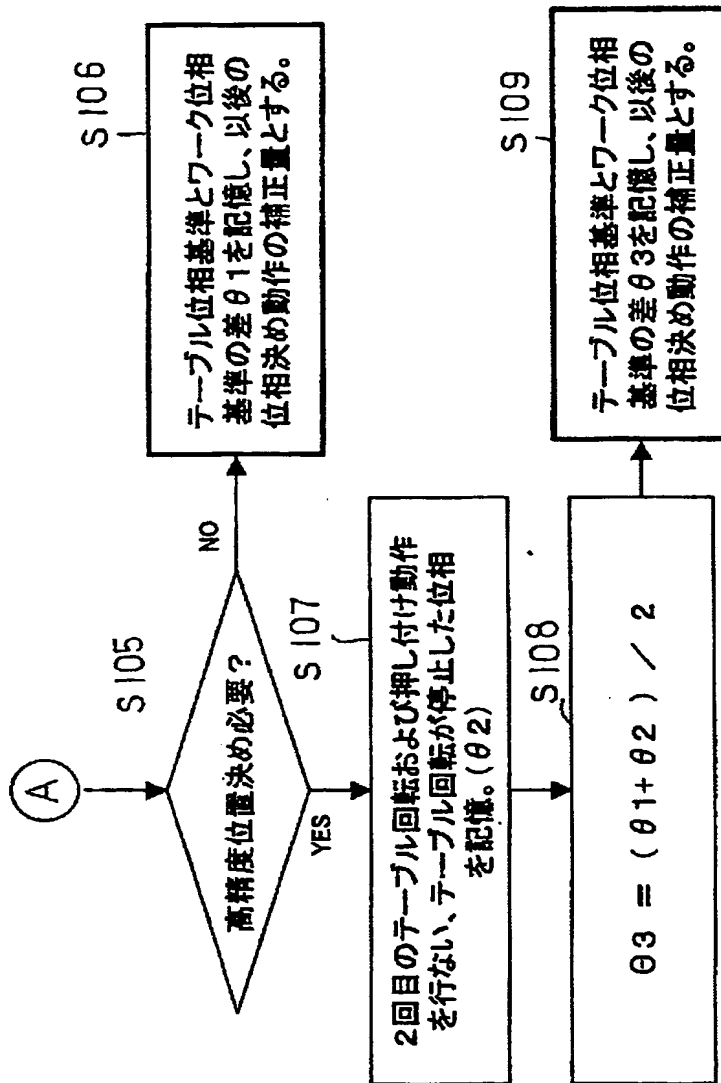 A
S105
高精度位置決め必要?
NO
YES
S106
テーブル位相基準とワーク位相
基準の差θ1を記憶し、以後の
位相決め動作の補正量とする。
S107
2回目のテーブル回転および押し付け動作
を行ない、テーブル回転が停止した位相
を記憶。(θ2)
S108
θ3 = (θ1+θ2) / 2
S109
テーブル位相基準とワーク位相
基準の差θ3を記憶し、以後の
位相決め動作の補正量とする。